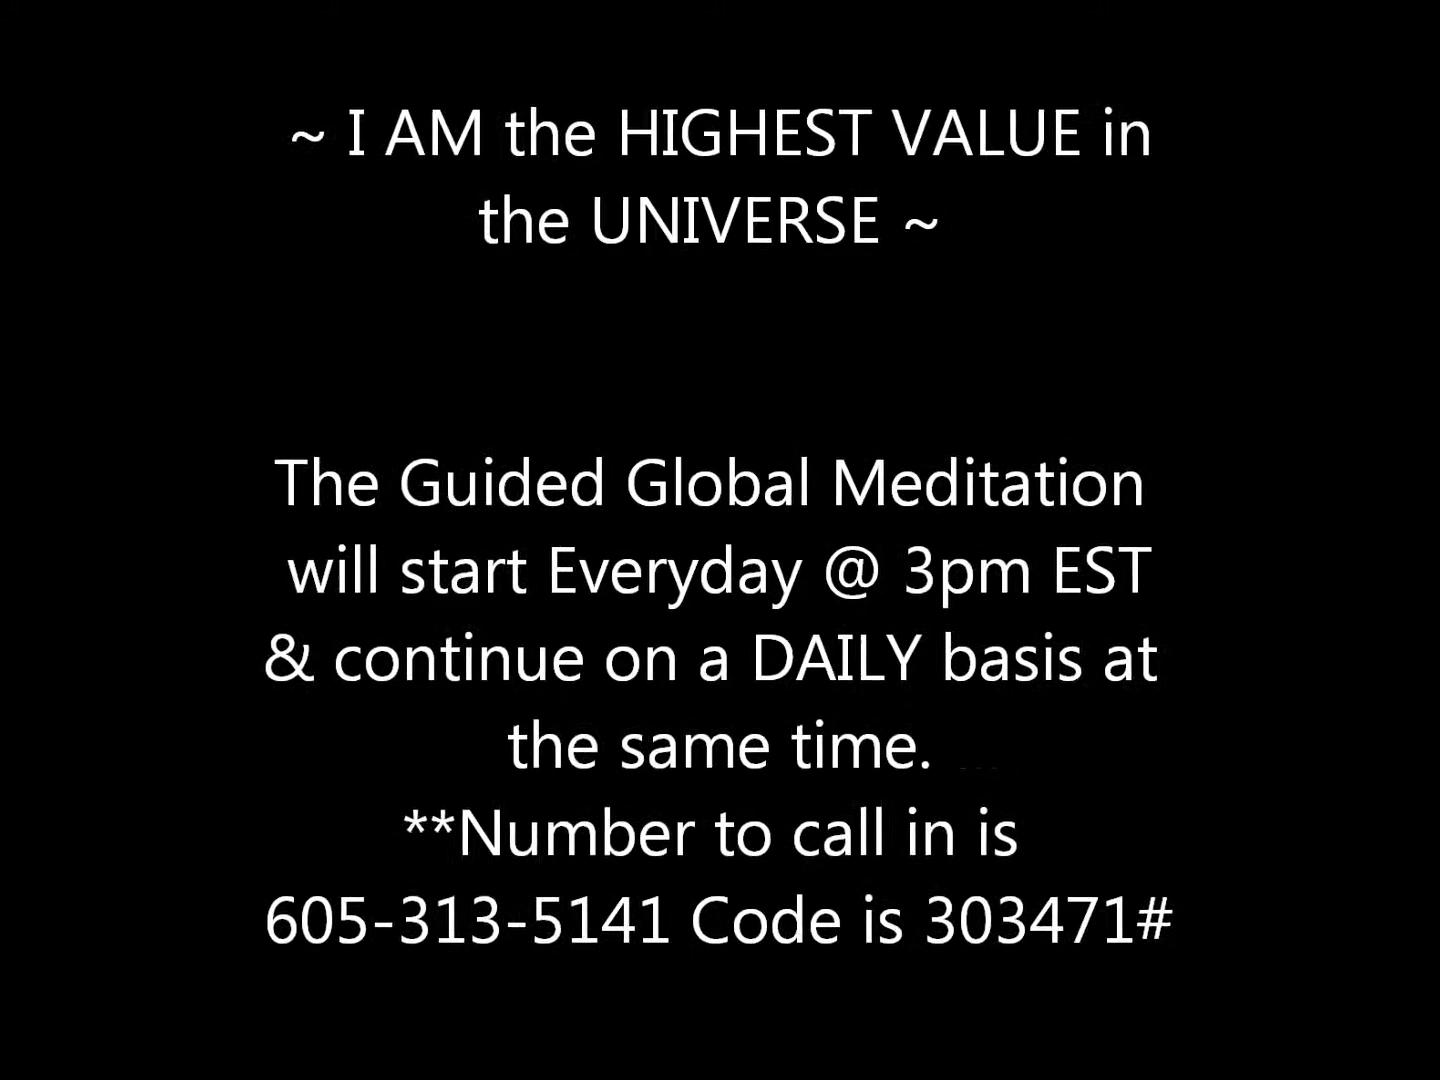 ~ I AM the HIGHEST VALUE in
the UNIVERSE ~
The Guided Global Meditation
will start Everyday @ 3pm EST
& continue on a DAILY basis at
the same time.
**Number to call in is
605-313-5141 Code is 303471#